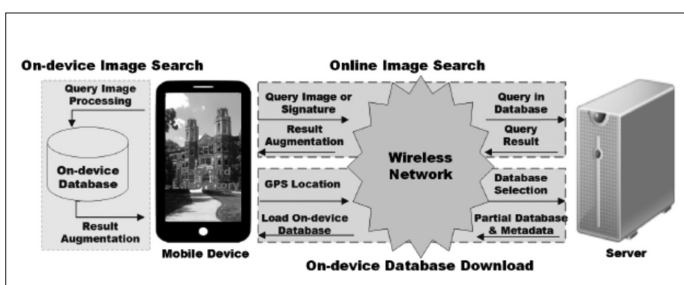 On-device Image Search
Query Image
Processing
On-device
Database
Result
Augmentation
Mobile Device
Online Image Search
Query Image or
Signature
Result
Augmentation
Query in
Database
Query
Result
Wireless
Network
GPS Location
Load On-device
Database
Database
Selection
Partial Database
& Metadata
On-device Database Download
Server